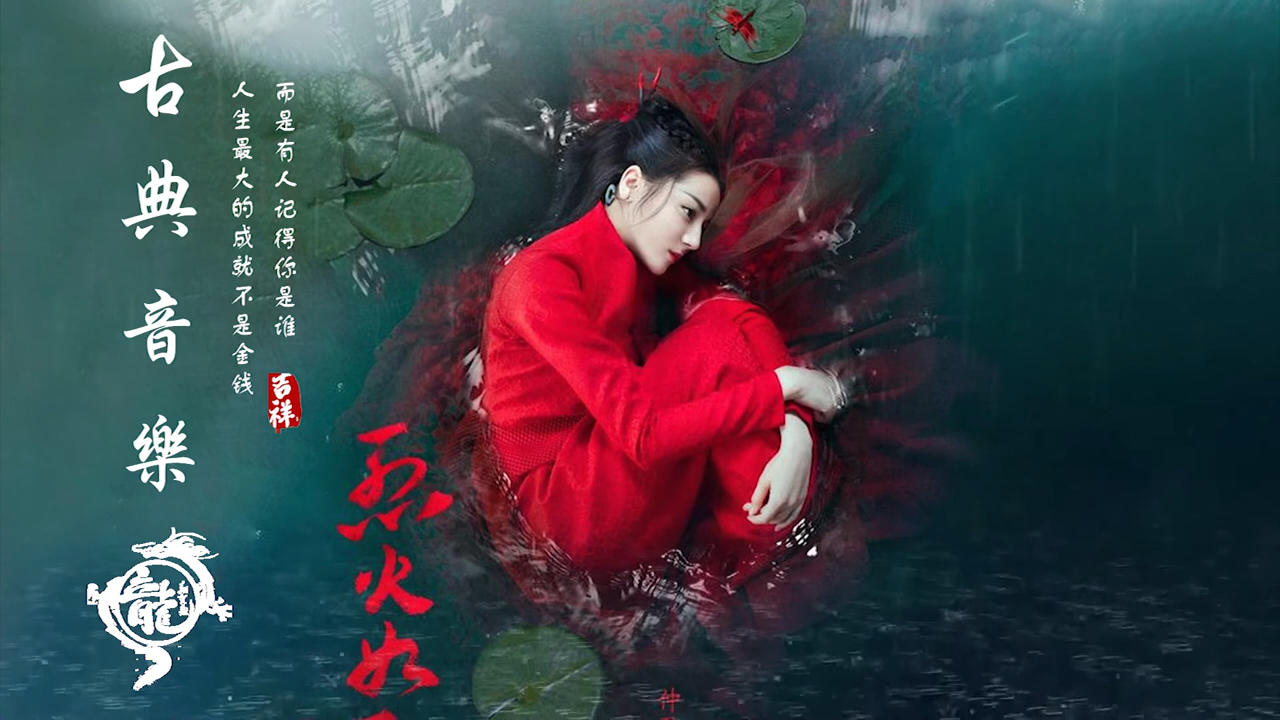 古典音樂
而是有人记得你是谁
人生最大的成就不是金钱
吉祥
龍
烈火如